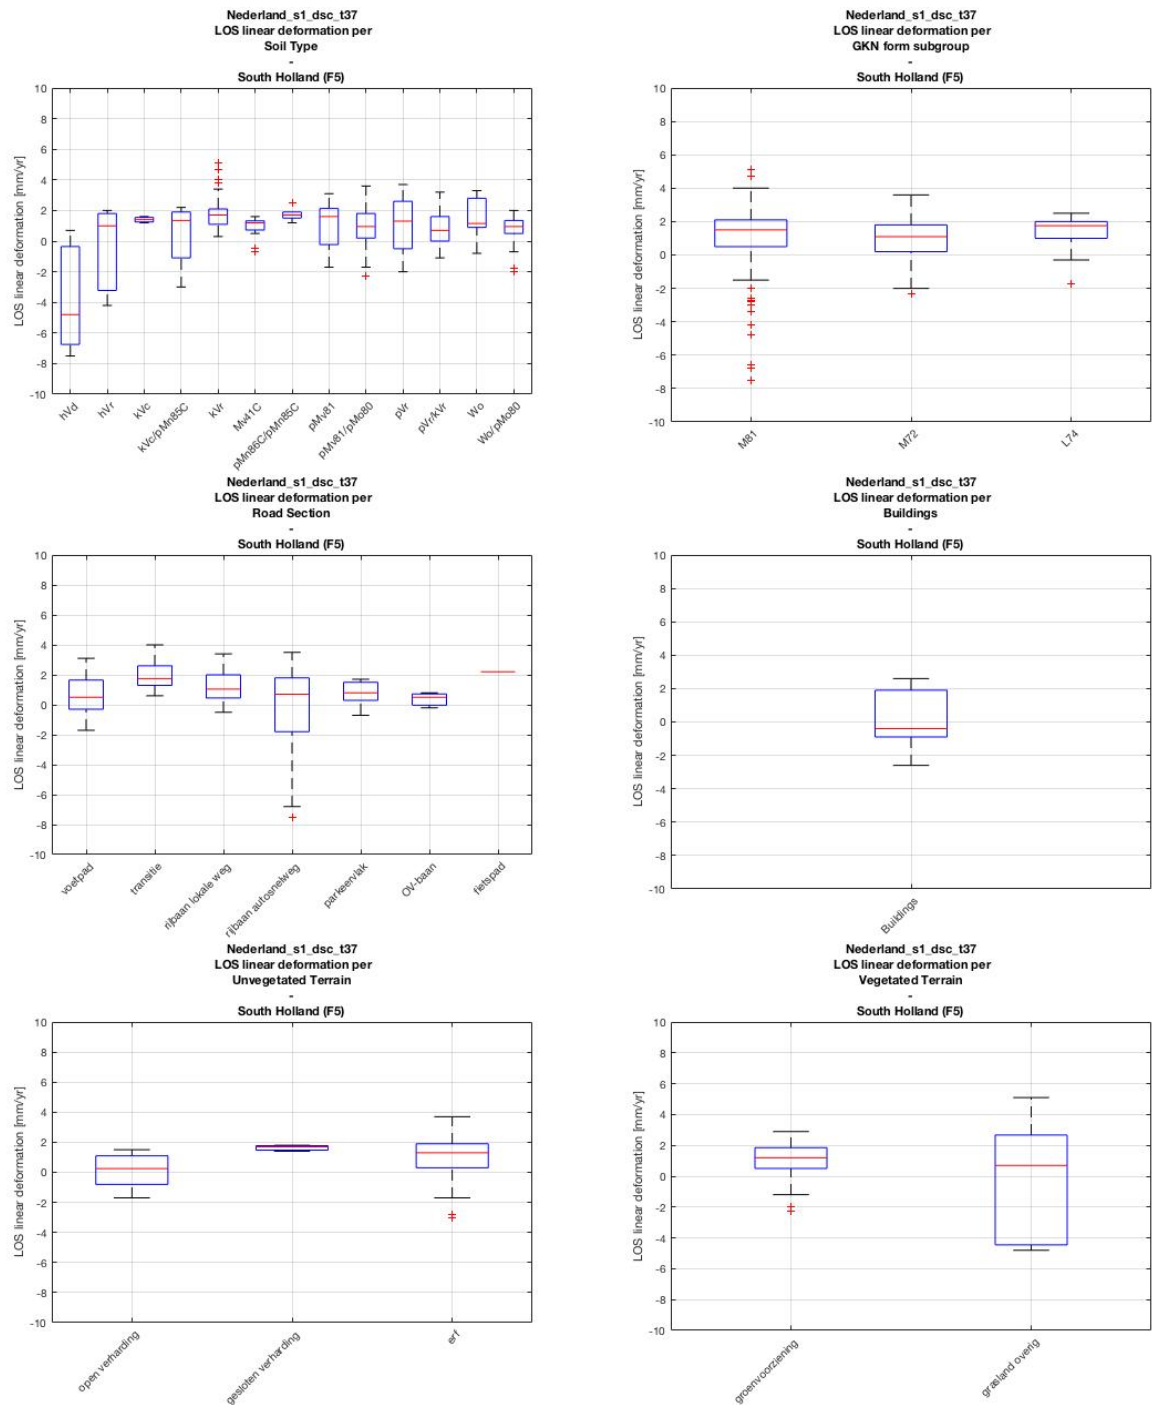 Nederland_s1_dsc_t37
LOS linear deformation per
Soil Type
-
South Holland (F5)
LOS linear deformation [mm/yr]
10
8
6
4
2
0
-2
-4
-6
-8
-10
hVd
hVr
kVc
kVc/pMn85C
kVr
Mv41C
pMn86C/pMn85C
pMv81
pMv81/pMo80
pVr
pVr/kVr
Wo
Wo/pMo80
Nederland_s1_dsc_t37
LOS linear deformation per
GKN form subgroup
-
South Holland (F5)
LOS linear deformation [mm/yr]
10
8
6
4
2
0
-2
-4
-6
-8
-10
M81
M72
L74
Nederland_s1_dsc_t37
LOS linear deformation per
Road Section
-
South Holland (F5)
LOS linear deformation [mm/yr]
10
8
6
4
2
0
-2
-4
-6
-8
-10
voetpad
transitie
rijbaan lokale weg
rijbaan autosnelweg
parkeervlak
OV-baan
fietspad
Nederland_s1_dsc_t37
LOS linear deformation per
Buildings
-
South Holland (F5)
LOS linear deformation [mm/yr]
10
8
6
4
2
0
-2
-4
-6
-8
-10
Buildings
Nederland_s1_dsc_t37
LOS linear deformation per
Unvegetated Terrain
-
South Holland (F5)
LOS linear deformation [mm/yr]
10
8
6
4
2
0
-2
-4
-6
-8
-10
open verharding
gesloten verharding
erf
Nederland_s1_dsc_t37
LOS linear deformation per
Vegetated Terrain
-
South Holland (F5)
LOS linear deformation [mm/yr]
10
8
6
4
2
0
-2
-4
-6
-8
-10
groenvoorziening
grasland overig